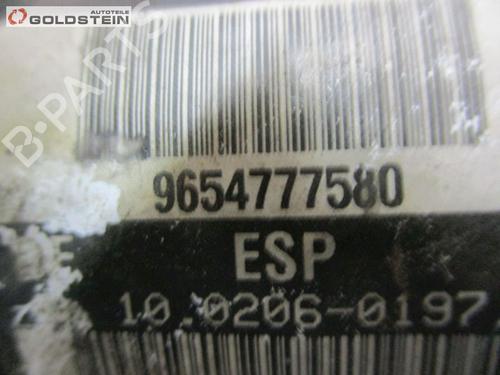 AUTOTEILE
GOLDSTEIN
B-PARTS
9654777580
ESP
10.0206-0197